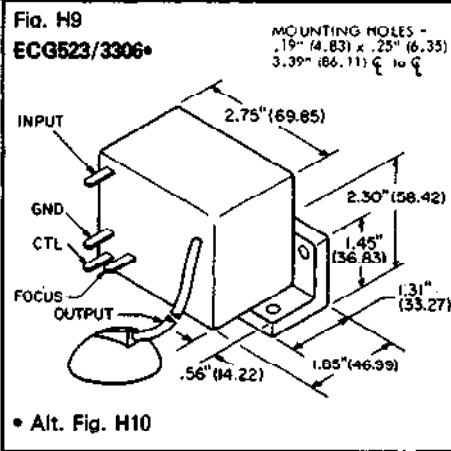 Fig. H9
ECG523/3306•
MOUNTING HOLES -
.19" (4.83) x .25" (6.35)
3.39" (86.11) ℄ to ℄
2.75" (69.85)
INPUT
2.30" (58.42)
GND
1.45"
(36.83)
CTL
1.31"
(33.27)
FOCUS
OUTPUT
.56" (14.22)
1.85" (46.99)
• Alt. Fig. H10